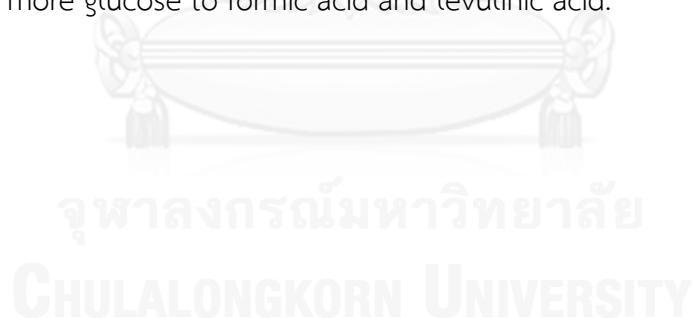 more glucose to formic acid and levulinic acid.
จุฬาลงกรณ์มหาวิทยาลัย
CHULALONGKORN UNIVERSITY